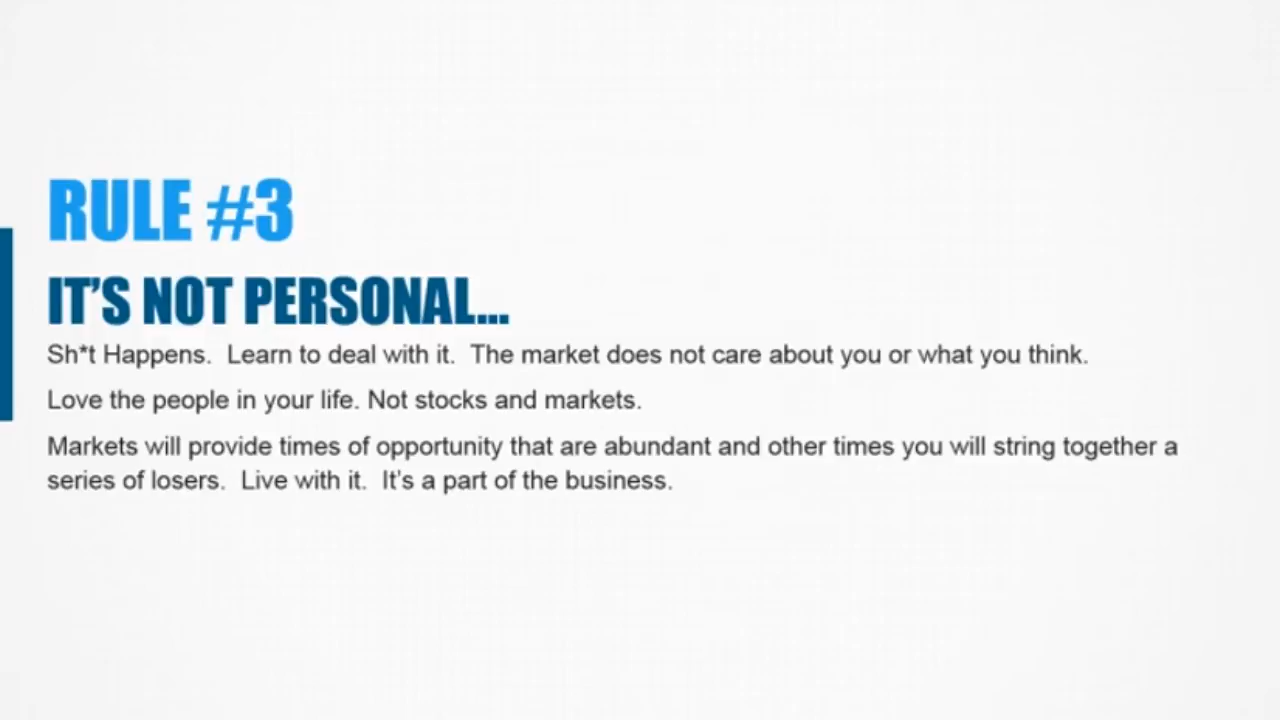 RULE #3
IT'S NOT PERSONAL...
Sh*t Happens.  Learn to deal with it.  The market does not care about you or what you think.
Love the people in your life. Not stocks and markets.
Markets will provide times of opportunity that are abundant and other times you will string together a
series of losers.  Live with it.  It's a part of the business.